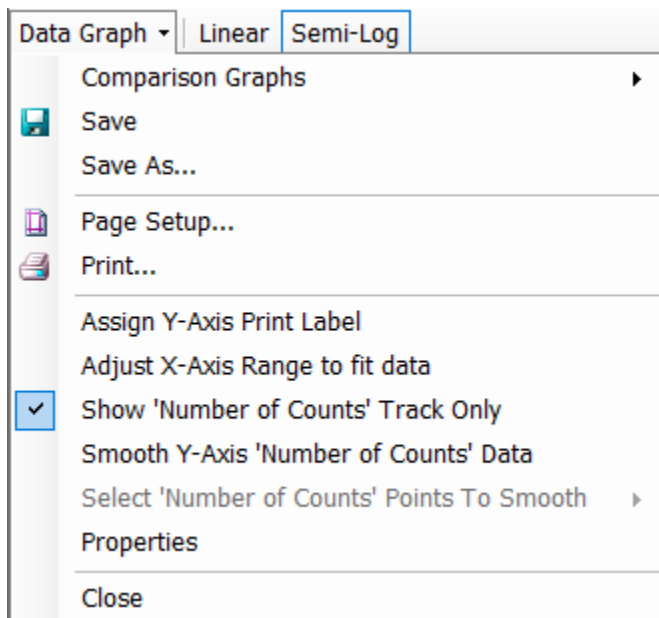 Data Graph Linear Semi-Log
Comparison Graphs
Save
Save As...
Page Setup...
Print...
Assign Y-Axis Print Label
Adjust X-Axis Range to fit data
Show 'Number of Counts' Track Only
Smooth Y-Axis 'Number of Counts' Data
Select 'Number of Counts' Points To Smooth
Properties
Close